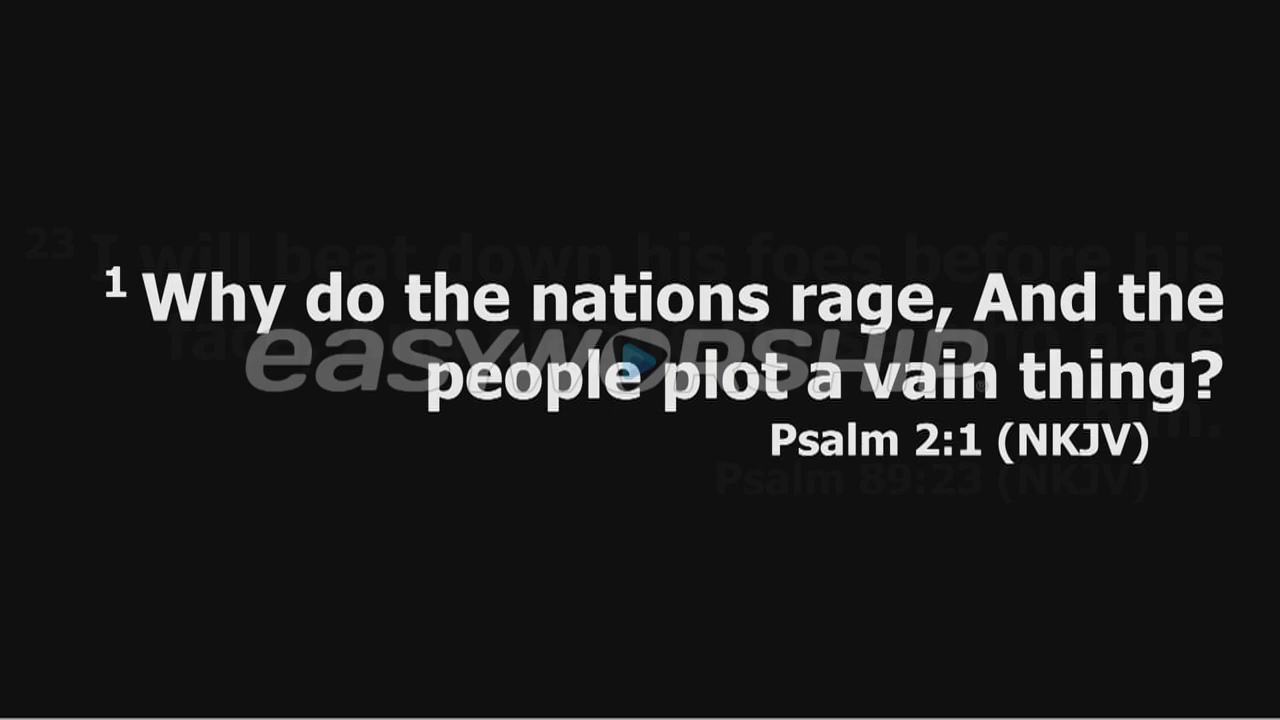 23 I will beat down his foes before his
1 Why do the nations rage, And the
easyworship
people plot a vain thing?
him.
Psalm 2:1 (NKJV)
Psalm 89:23 (NKJV)